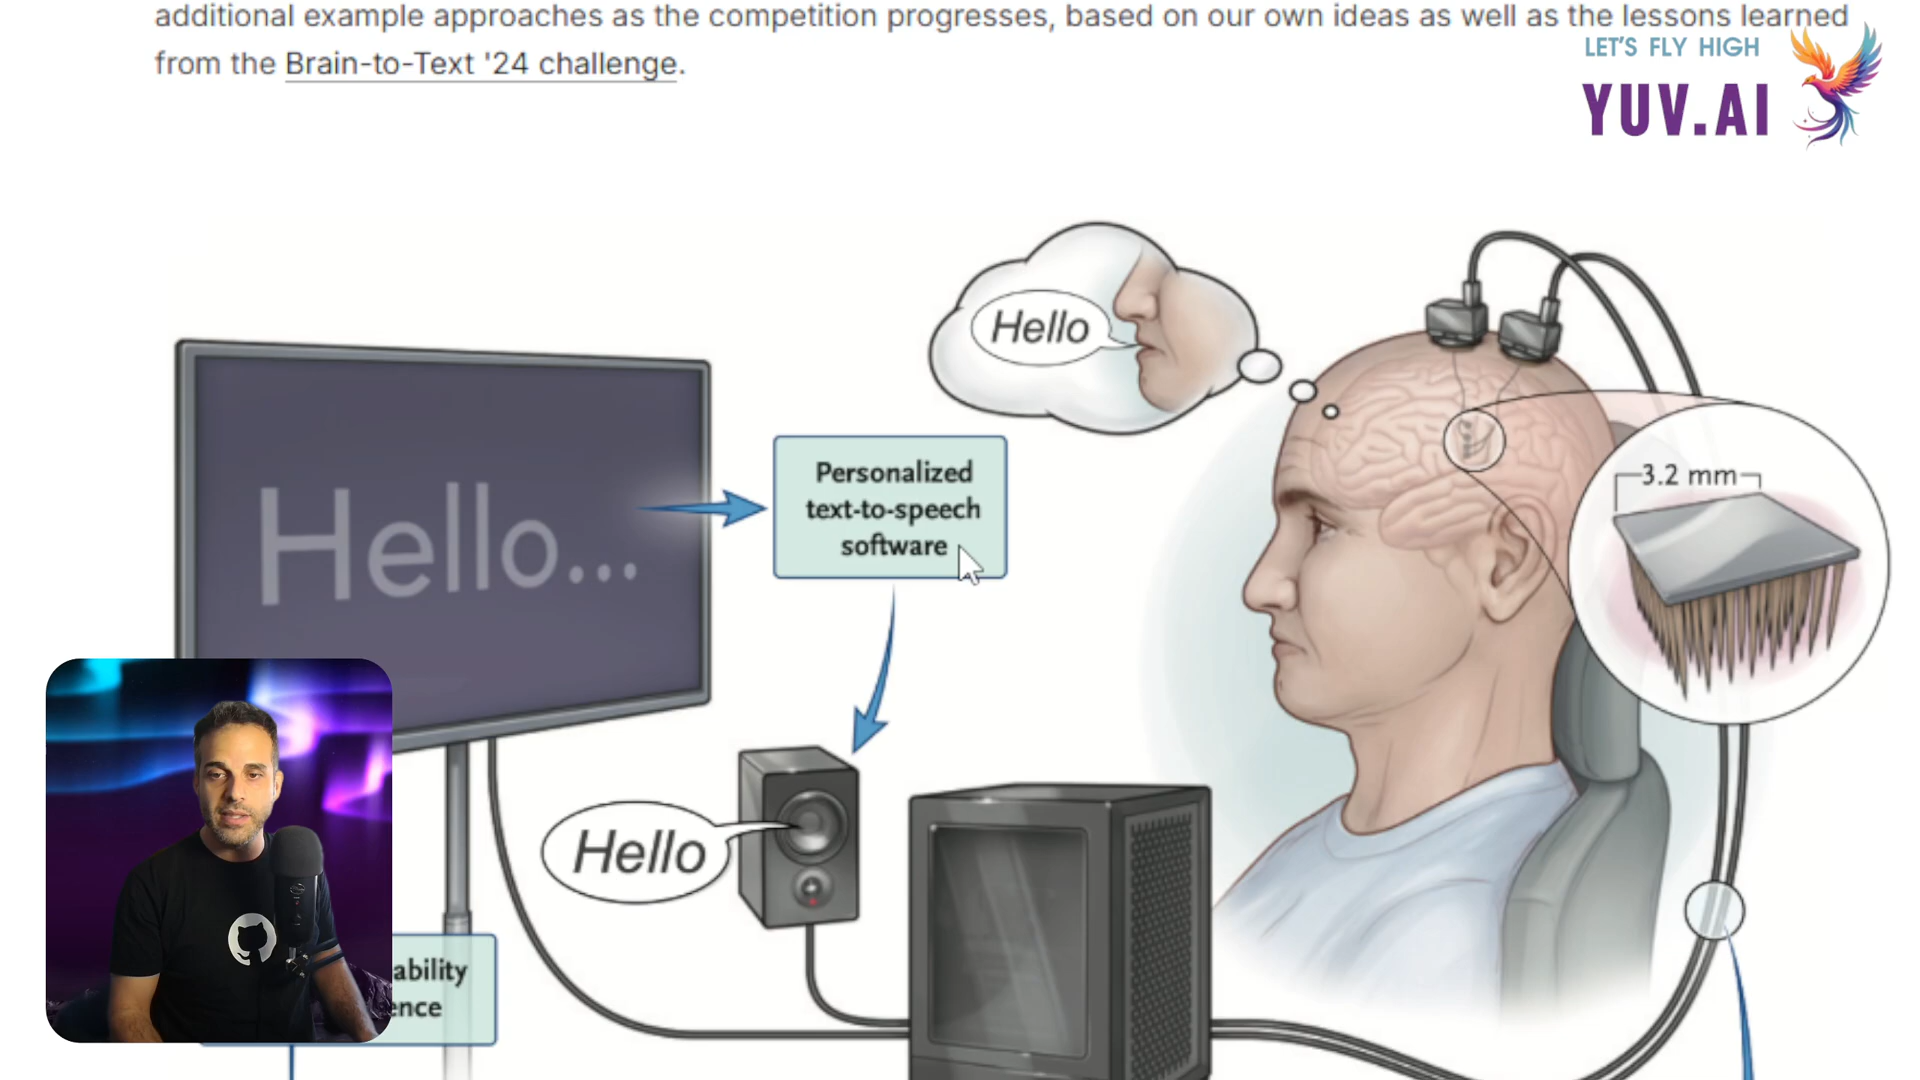 additional example approaches as the competition progresses, based on our own ideas as well as the lessons learned
from the Brain-to-Text '24 challenge.
LET'S FLY HIGH
YUV.AI
Hello
3.2 mm
Hello...
Personalized
text-to-speech
software
Hello
ability
ence